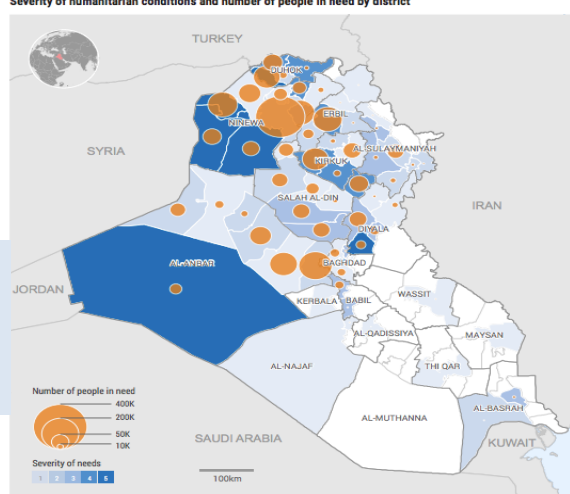 Severity of humanitarian conditions and number of people in need by district
TURKEY
DUHOK
ERBIL
NINEWA
AL-SULAYMANIYAH
SYRIA
KIRKUK
SALAH AL-DIN
IRAN
DIYALA
AL-ANBAR
BAGHDAD
JORDAN
WASSIT
KERBALA
BABIL
AL-QADISSIYA
MAYSAN
AL-NAJAF
THI QAR
Number of people in need
400K
200K
50K
10K
AL-BASRAH
AL-MUTHANNA
SAUDI ARABIA
KUWAIT
Severity of needs
1 2 3 4 5
100km